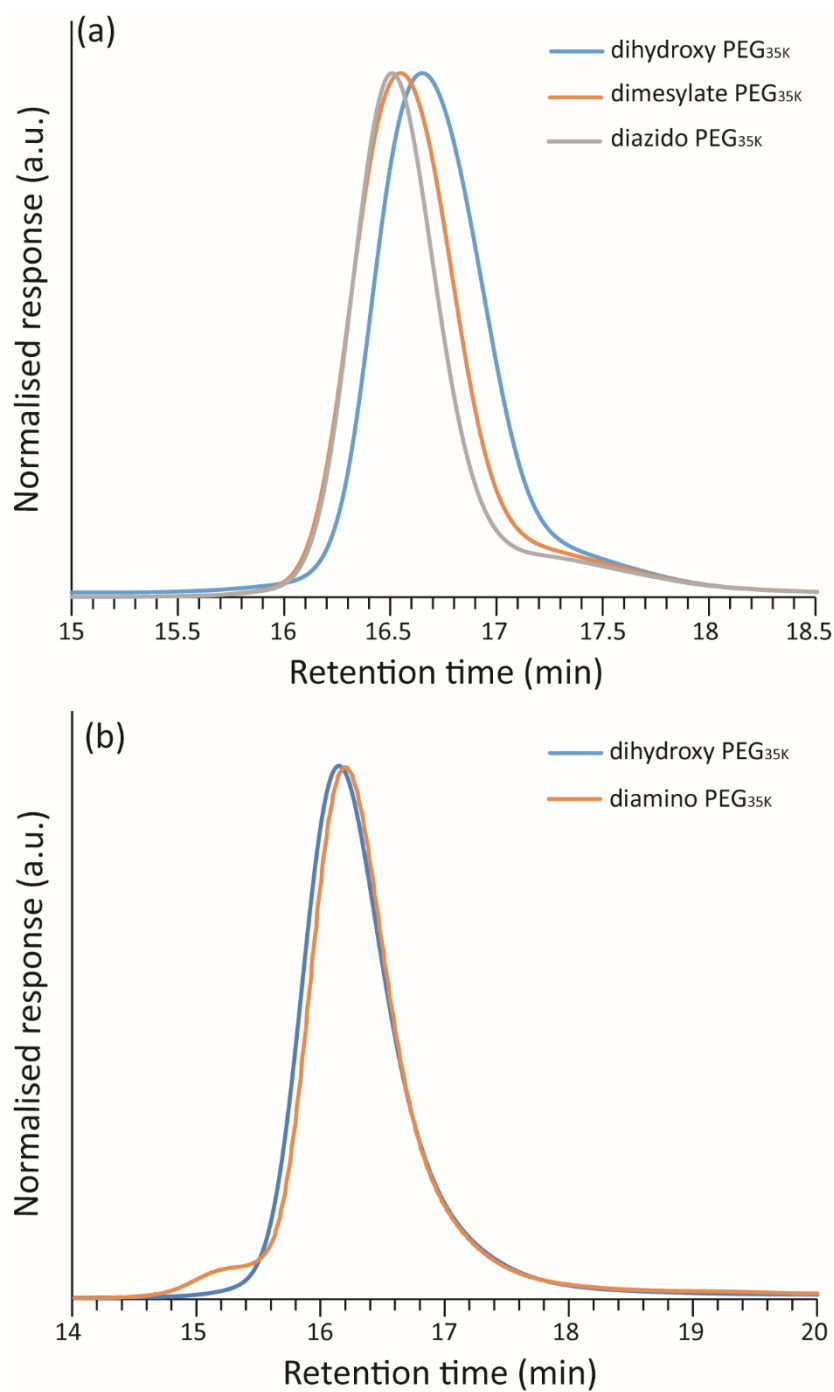 (a)
dihydroxy PEG35K
dimesylate PEG35K
diazido PEG35K
Normalised response (a.u.)
15 15.5 16 16.5 17 17.5 18 18.5
Retention time (min)
(b)
dihydroxy PEG35K
diamino PEG35K
Normalised response (a.u.)
14 15 16 17 18 19 20
Retention time (min)